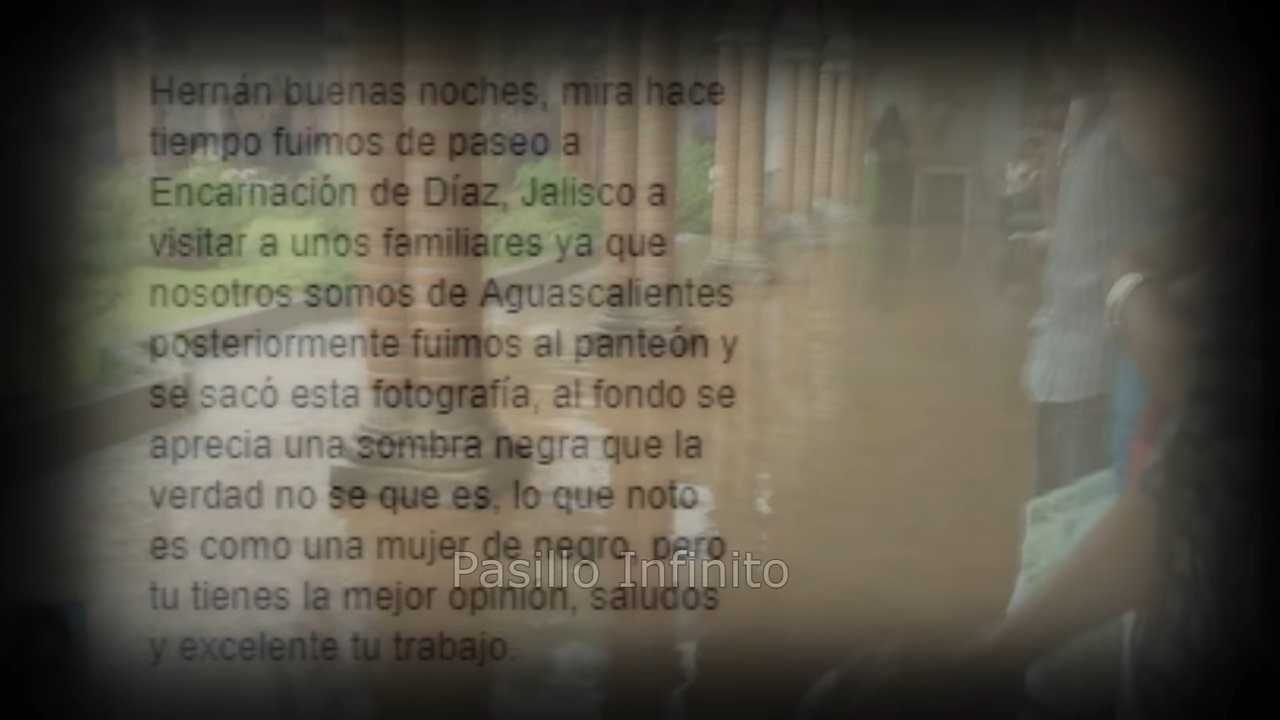 Hernán buenas noches, mira hace
tiempo fuimos de paseo a
Encarnación de Díaz, Jalisco a
visitar a unos familiares ya que
nosotros somos de Aguascalientes
posteriormente fuimos al panteón y
se sacó esta fotografía, al fondo se
aprecia una sombra negra que la
verdad no se que es, lo que noto
es como una mujer de negro, pero
Pasillo Infinito
tu tienes la mejor opinión, saludos
y excelente tu trabajo.